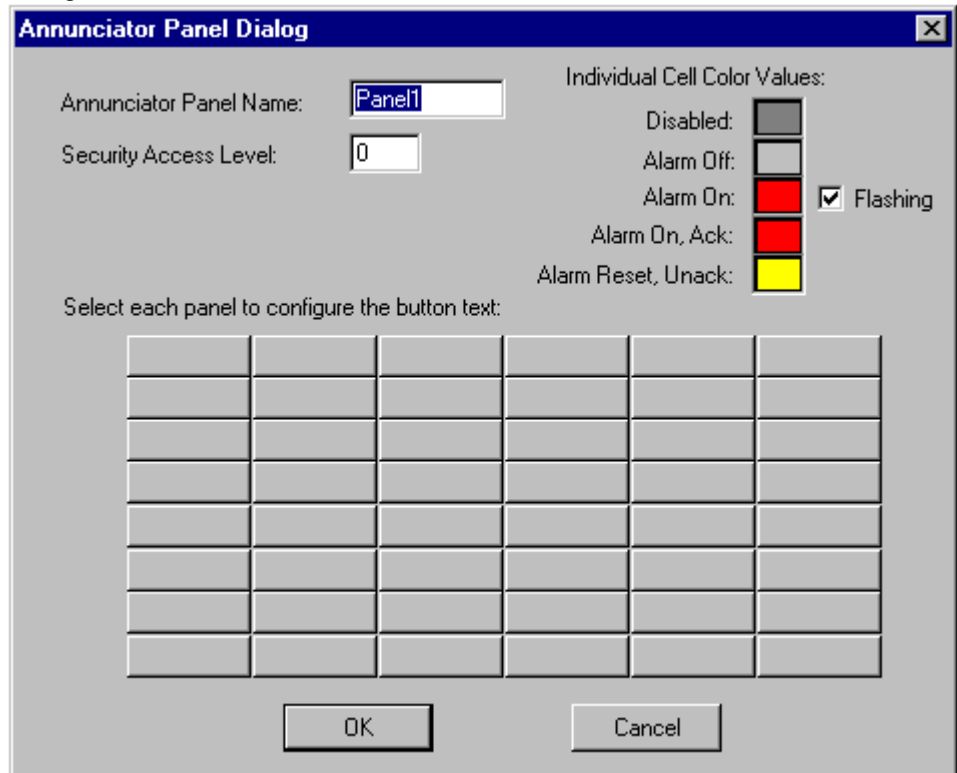 Annunciator Panel Dialog
Annunciator Panel Name: Panel1
Security Access Level: 0
Individual Cell Color Values:
Disabled:
Alarm Off:
Alarm On: Flashing
Alarm On, Ack:
Alarm Reset, Unack:
Select each panel to configure the button text:
OK Cancel